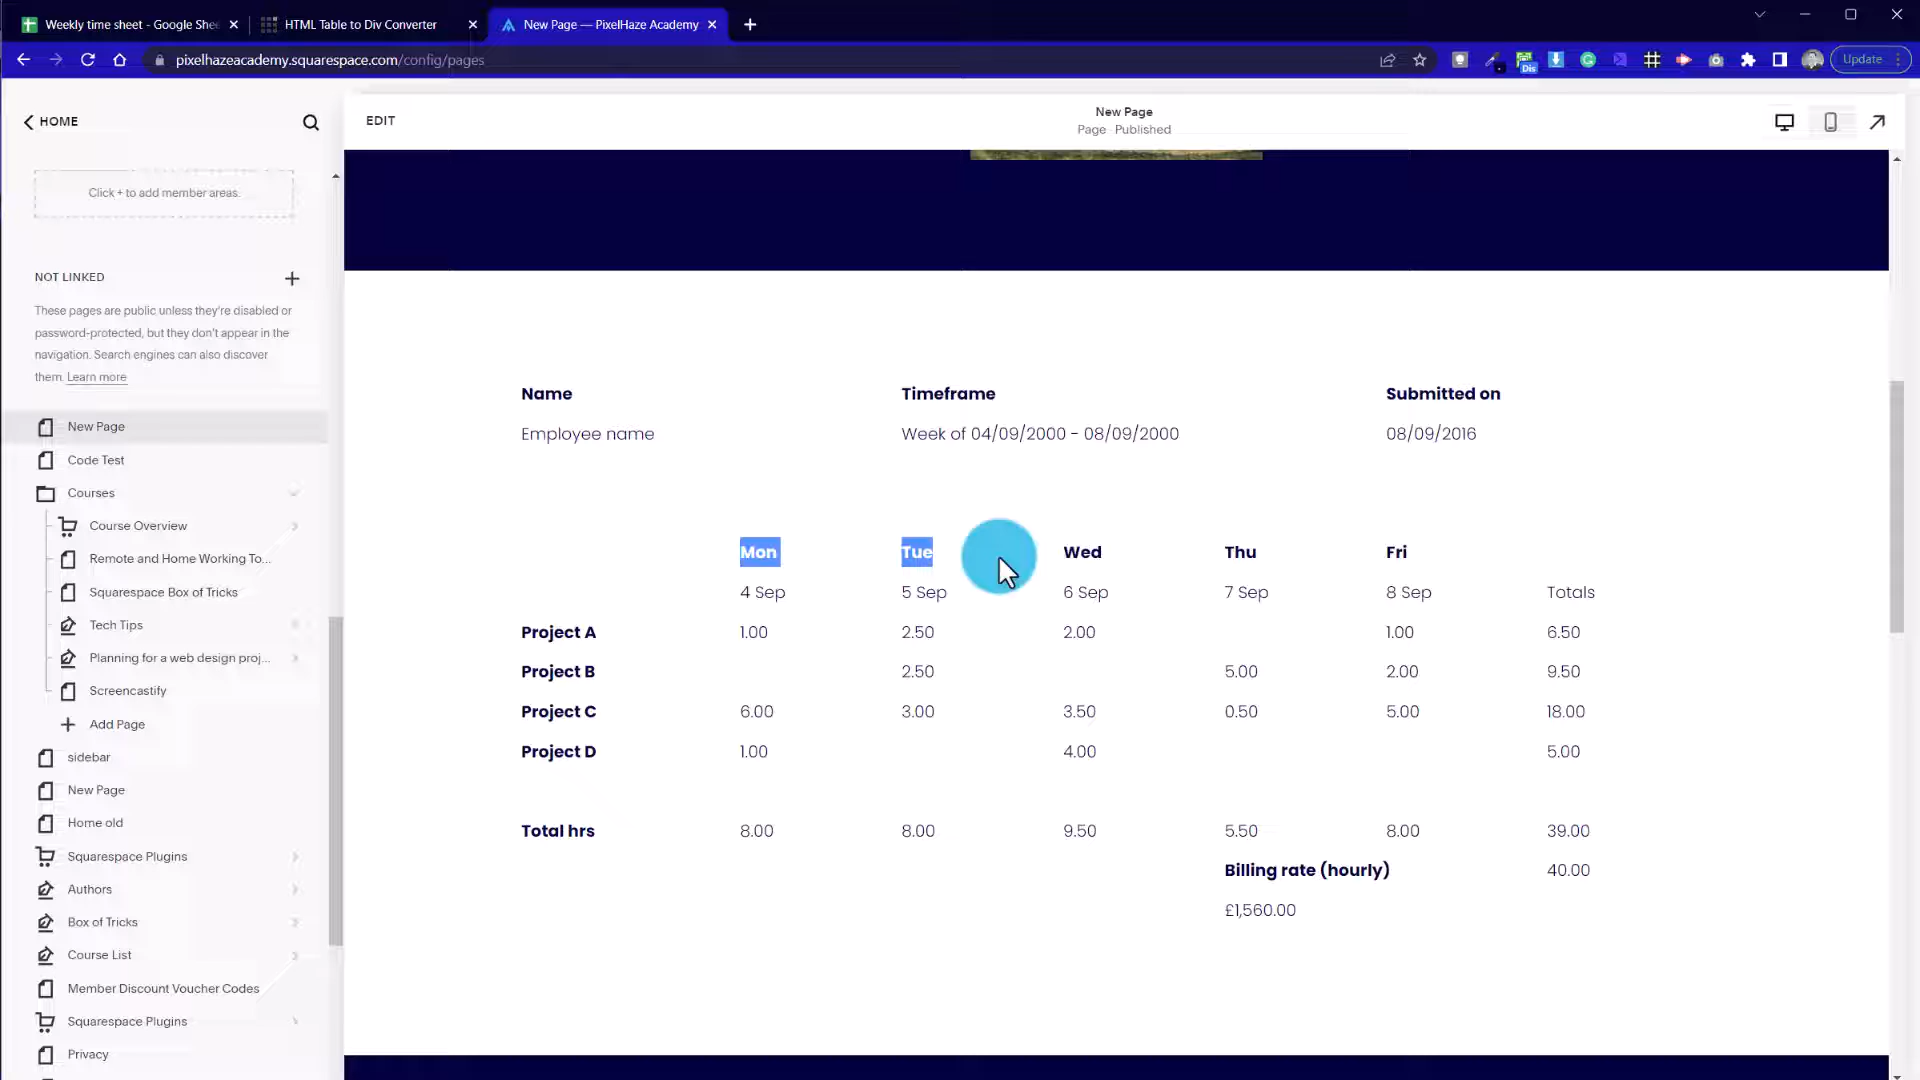 Weekly time sheet - Google She
HTML Table to Div Converter
New Page — PixelHaze Academy
pixelhazeacademy.squarespace.com/config/pages
Dis
Update
HOME
EDIT
New Page
Page · Published
Click + to add member areas.
NOT LINKED
These pages are public unless they're disabled or
password-protected, but they don't appear in the
navigation. Search engines can also discover
them. Learn more
New Page
Code Test
Courses
Course Overview
Remote and Home Working To...
Squarespace Box of Tricks
Tech Tips
Planning for a web design proj...
Screencastify
Add Page
sidebar
New Page
Home old
Squarespace Plugins
Authors
Box of Tricks
Course List
Member Discount Voucher Codes
Squarespace Plugins
Privacy
Name Timeframe Submitted on
Employee name Week of 04/09/2000 - 08/09/2000 08/09/2016
Mon Tue Wed Thu Fri
4 Sep 5 Sep 6 Sep 7 Sep 8 Sep Totals
Project A 1.00 2.50 2.00 1.00 6.50
Project B 2.50 5.00 2.00 9.50
Project C 6.00 3.00 3.50 0.50 5.00 18.00
Project D 1.00 4.00 5.00
Total hrs 8.00 8.00 9.50 5.50 8.00 39.00
Billing rate (hourly) 40.00
£1,560.00